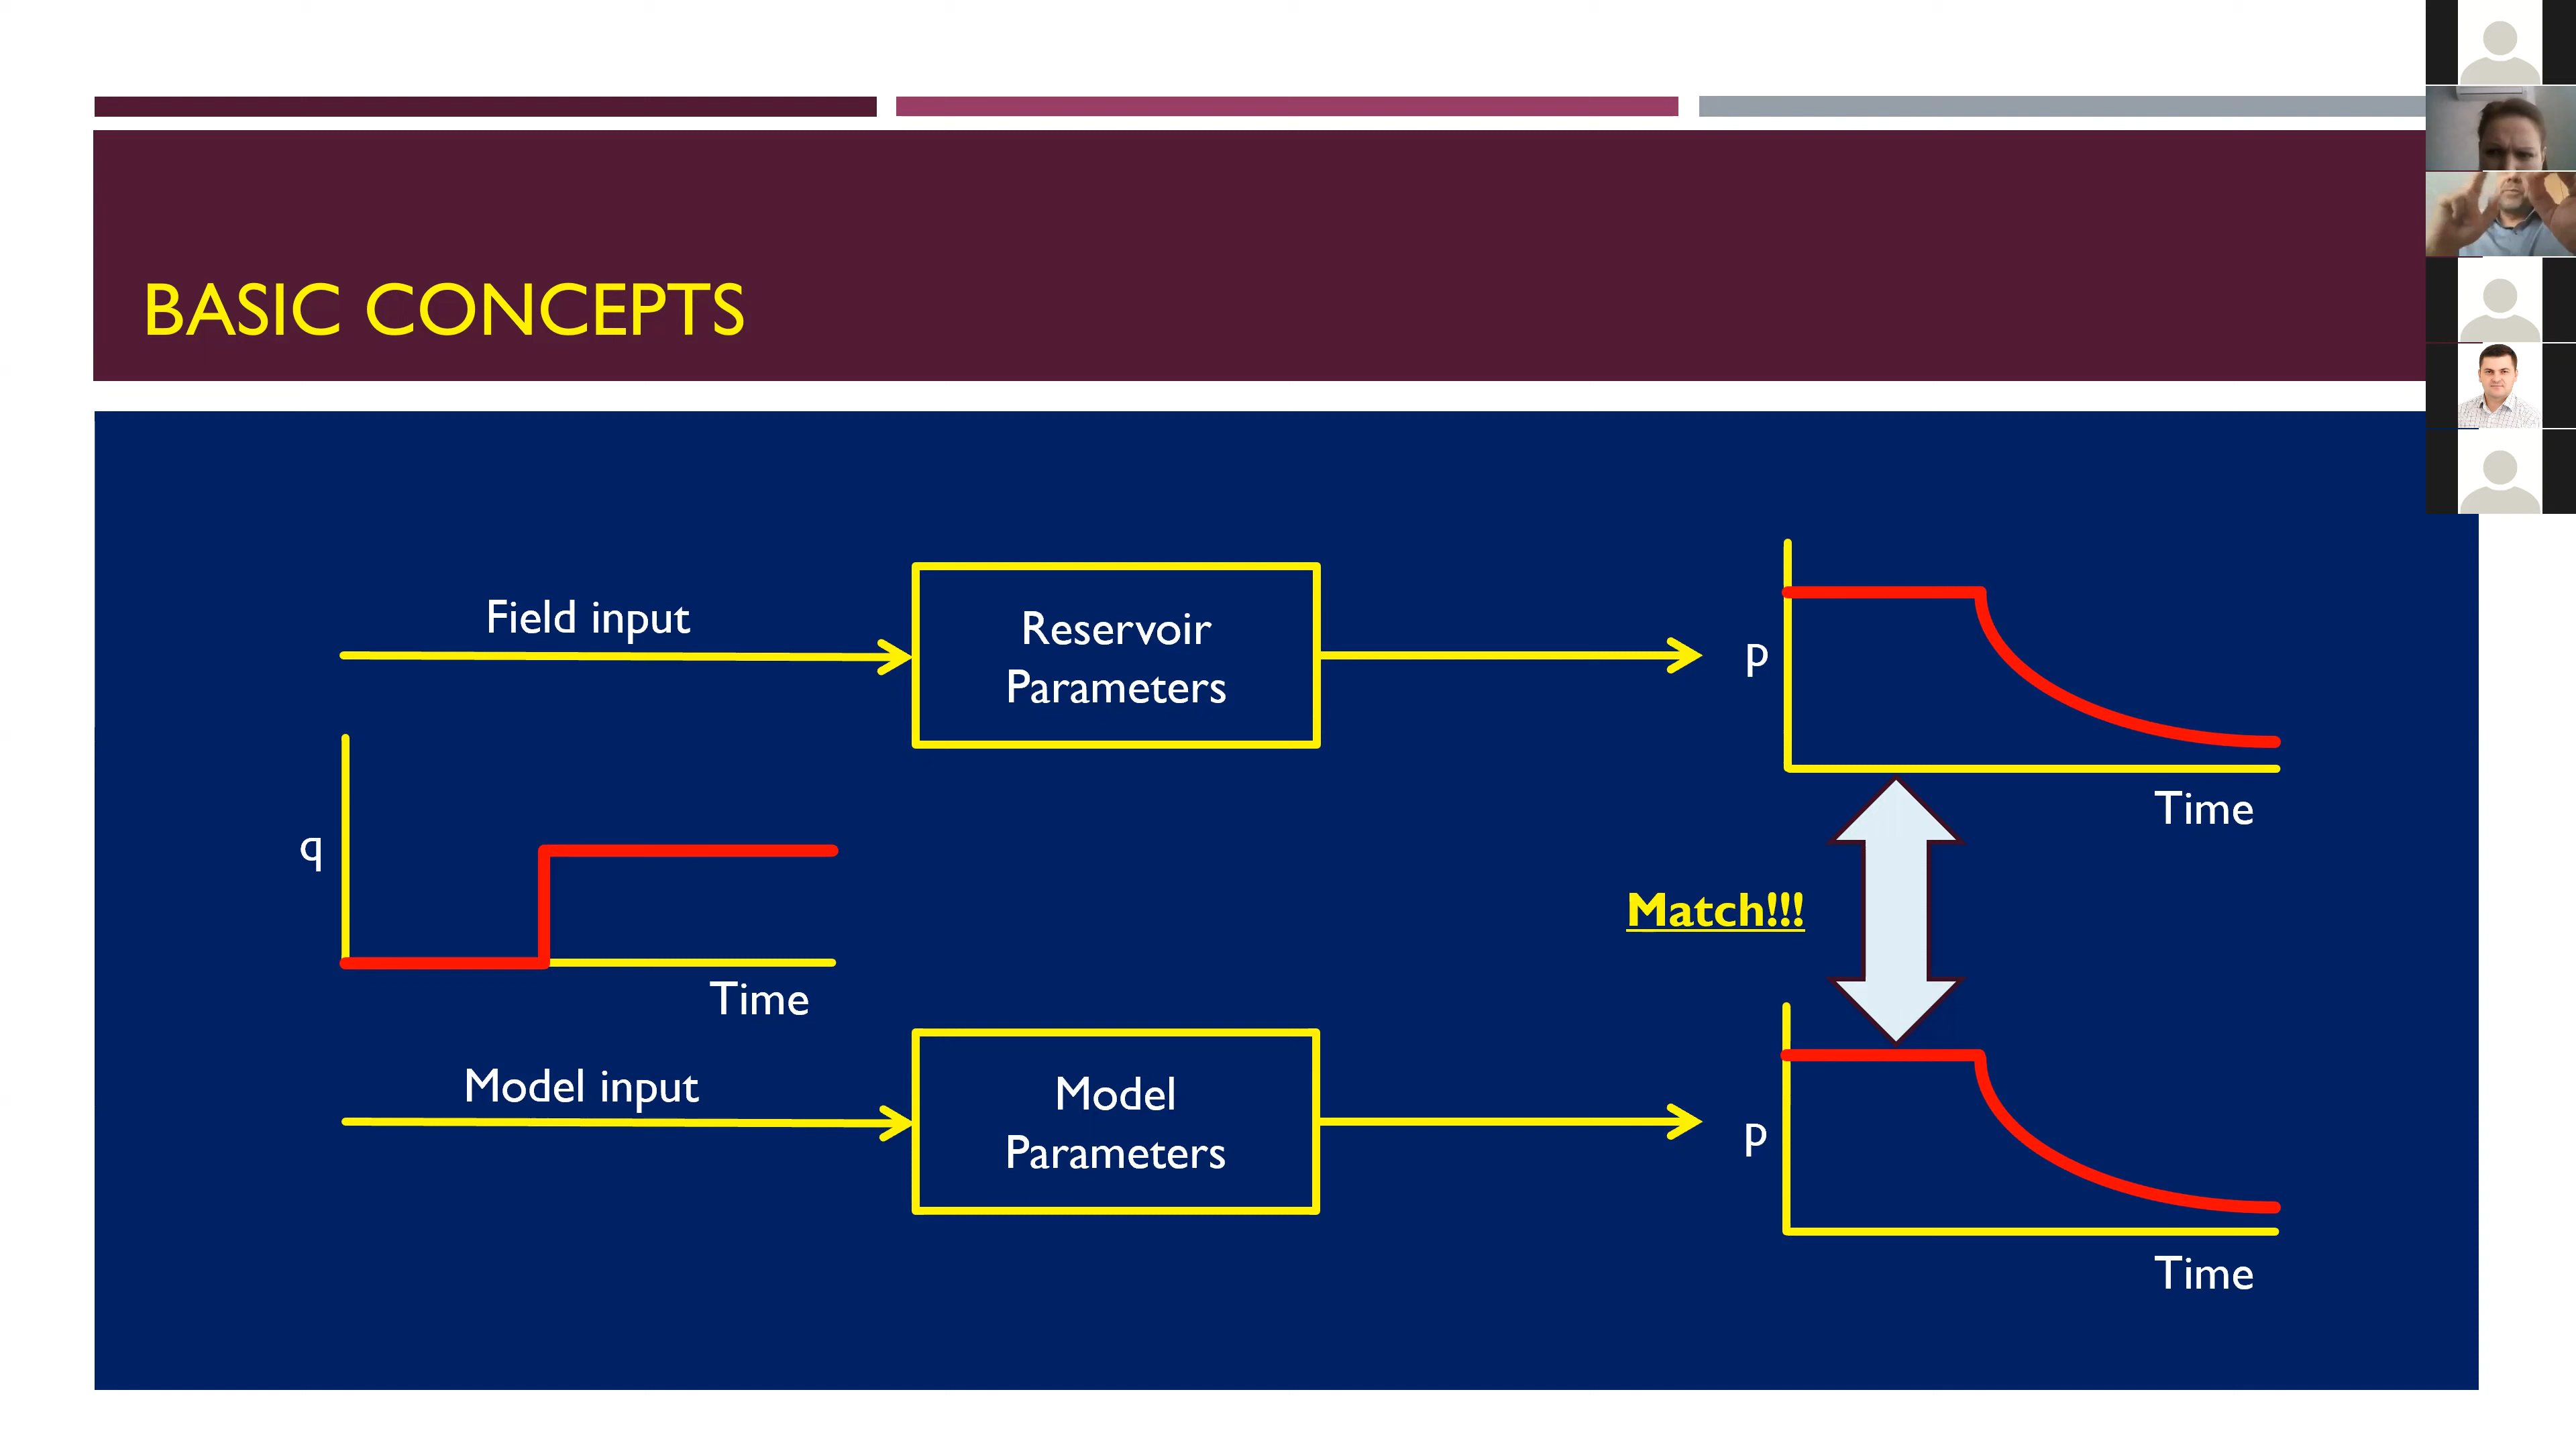 BASIC CONCEPTS
Field input
Reservoir
Parameters
p
Time
q
Time
Match!!!
Model input
Model
Parameters
p
Time